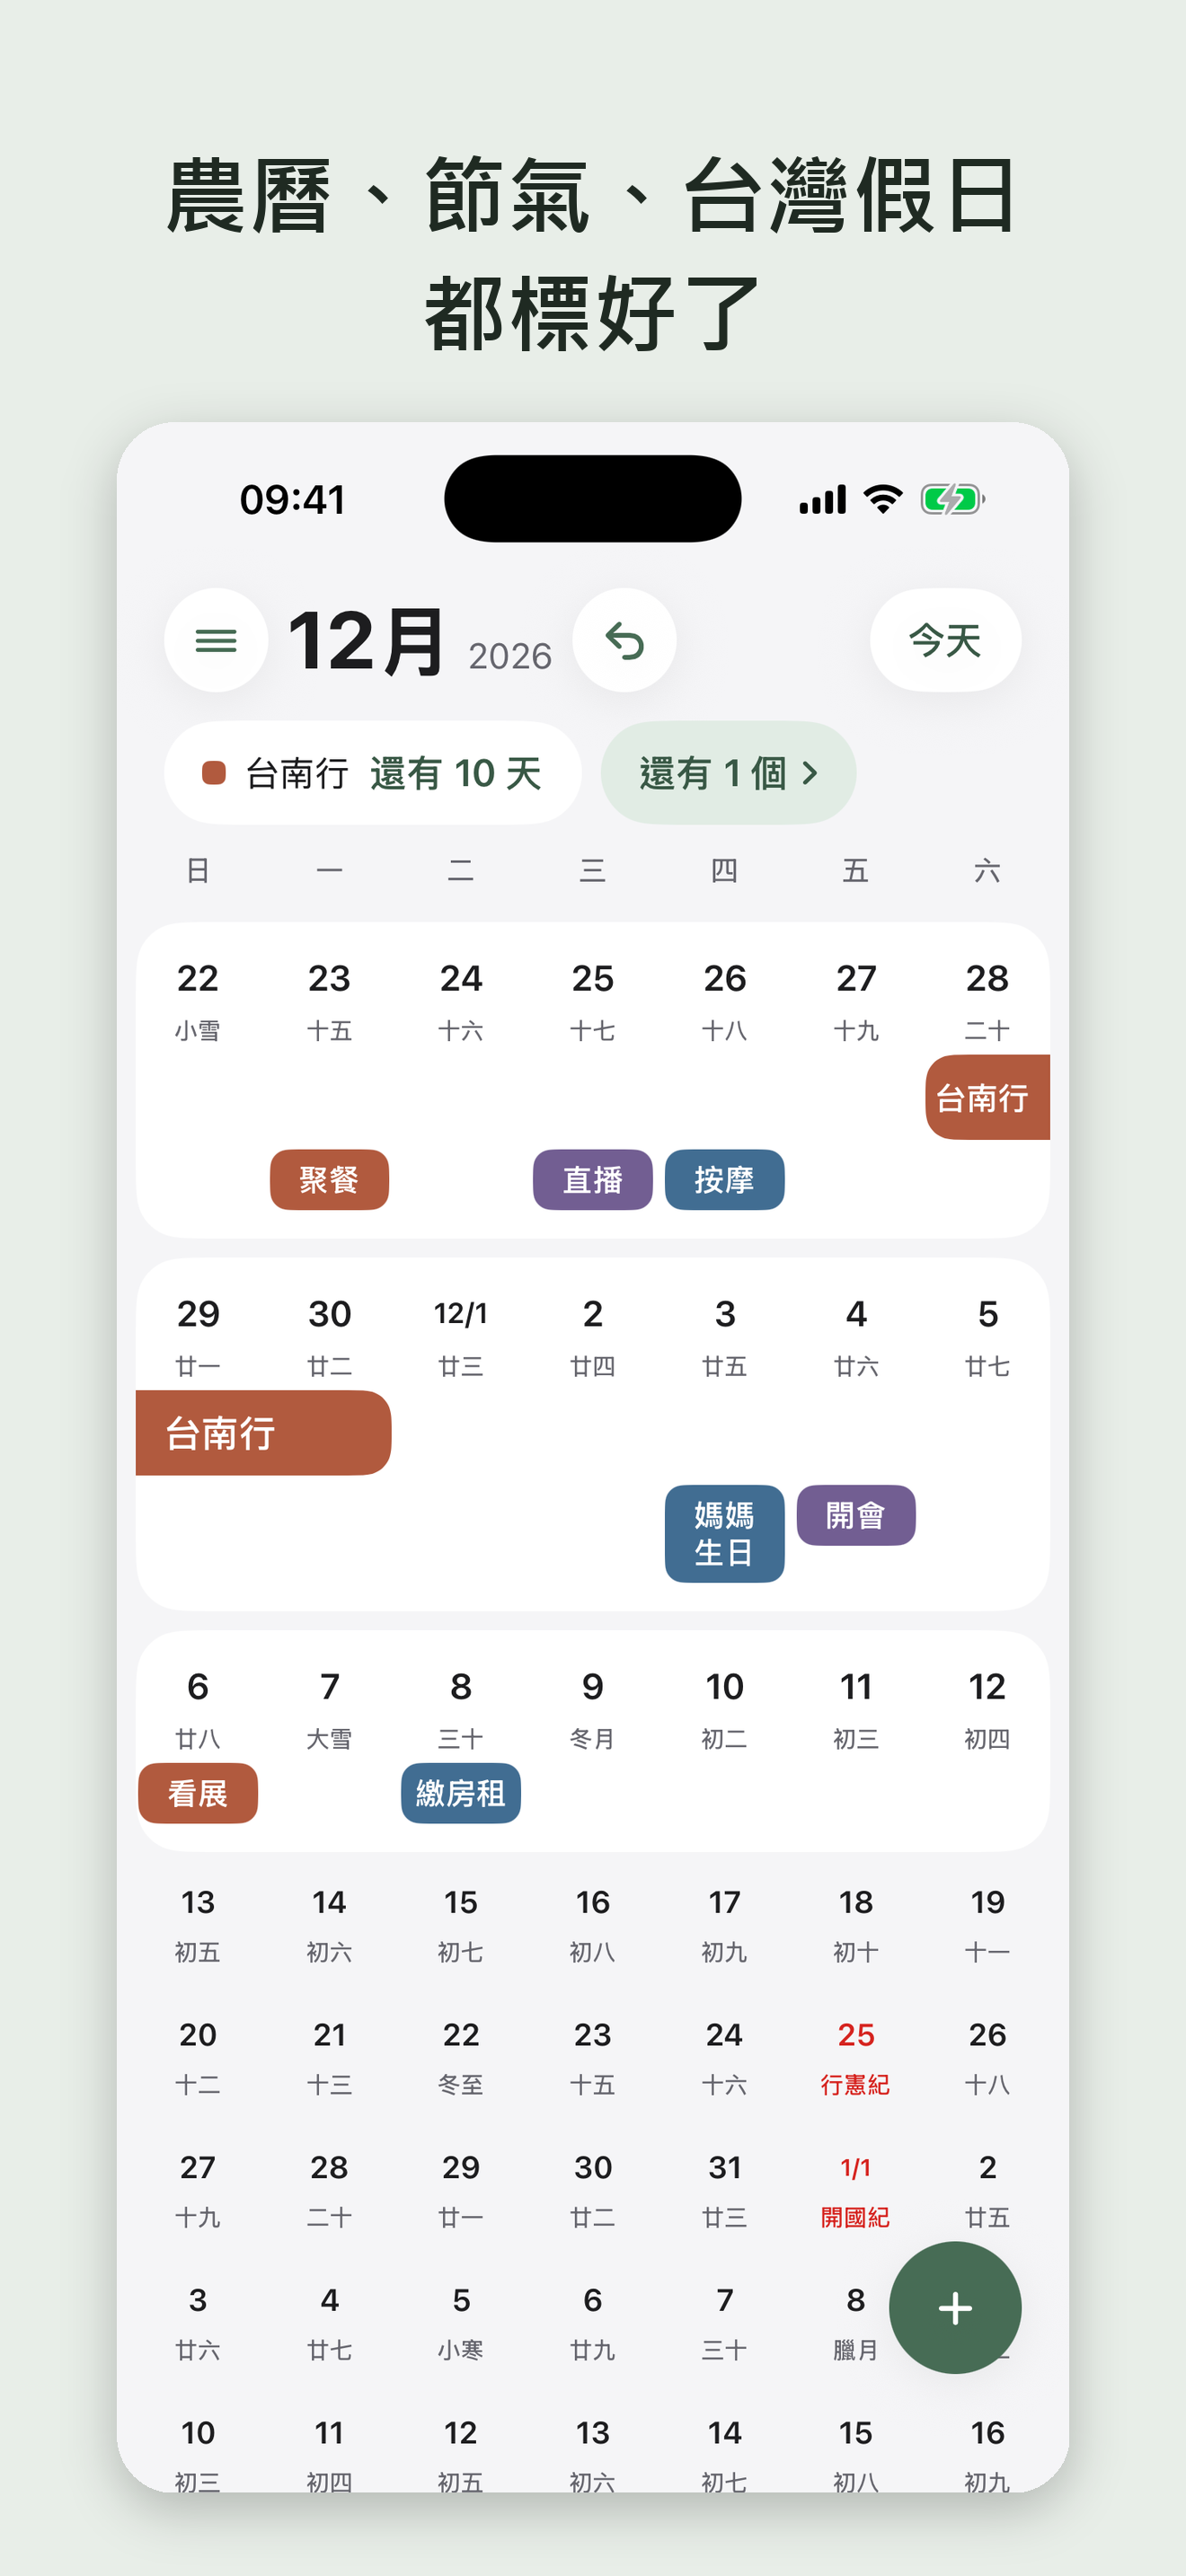 農曆、節氣、台灣假日
都標好了
09:41
12月 2026 今天
台南行 還有 10 天 還有 1 個
日 一 二 三 四 五 六
22 23 24 25 26 27 28
小雪 十五 十六 十七 十八 十九 二十
台南行
聚餐 直播 按摩
29 30 12/1 2 3 4 5
廿一 廿二 廿三 廿四 廿五 廿六 廿七
台南行
媽媽 開會
生日
6 7 8 9 10 11 12
廿八 大雪 三十 冬月 初二 初三 初四
看展 繳房租
13 14 15 16 17 18 19
初五 初六 初七 初八 初九 初十 十一
20 21 22 23 24 25 26
十二 十三 冬至 十五 十六 行憲紀 十八
27 28 29 30 31 1/1 2
十九 二十 廿一 廿二 廿三 開國紀 廿五
3 4 5 6 7 8
廿六 廿七 小寒 廿九 三十 臘月
10 11 12 13 14 15 16
初三 初四 初五 初六 初七 初八 初九